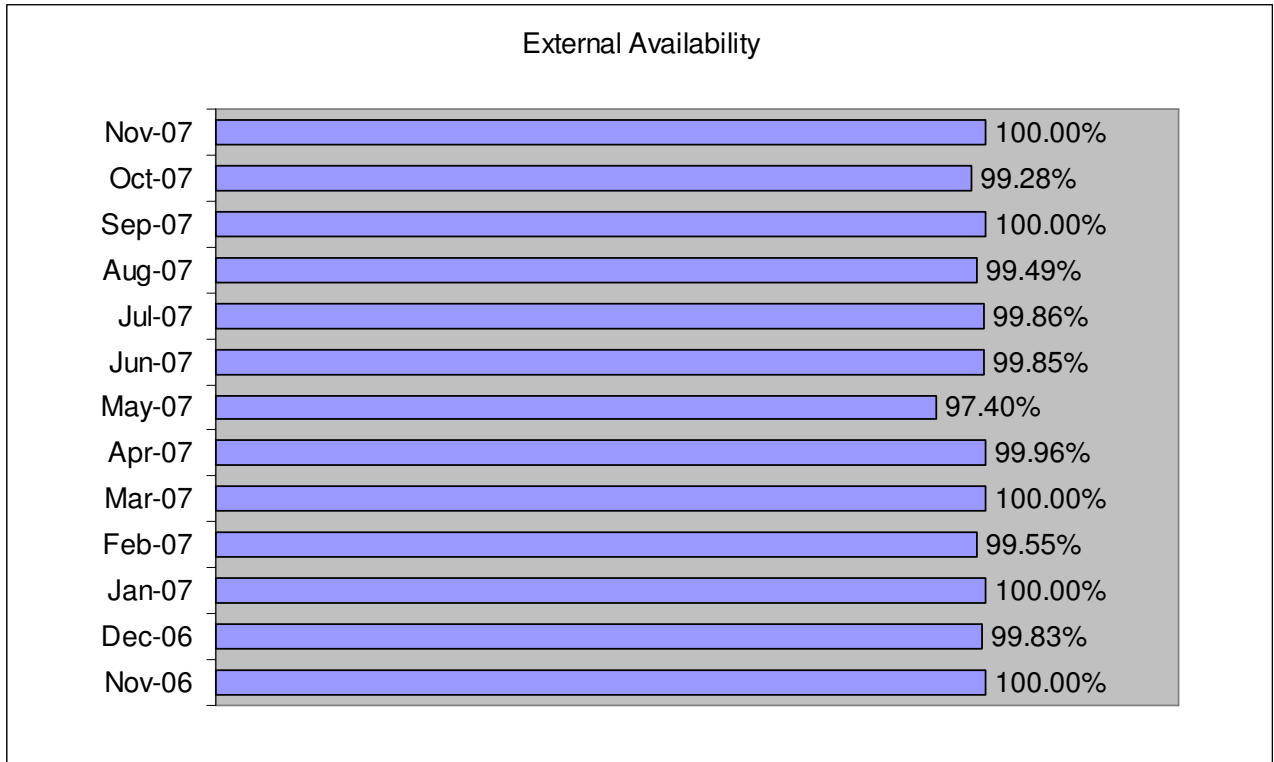 External Availability
Nov-07 100.00%
Oct-07 99.28%
Sep-07 100.00%
Aug-07 99.49%
Jul-07 99.86%
Jun-07 99.85%
May-07 97.40%
Apr-07 99.96%
Mar-07 100.00%
Feb-07 99.55%
Jan-07 100.00%
Dec-06 99.83%
Nov-06 100.00%